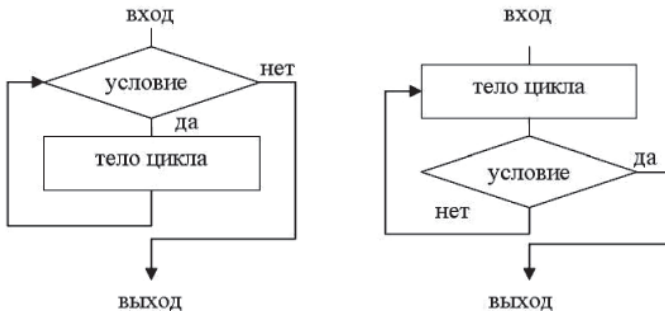 вход
условие
нет
да
тело цикла
выход
вход
тело цикла
условие
да
нет
выход